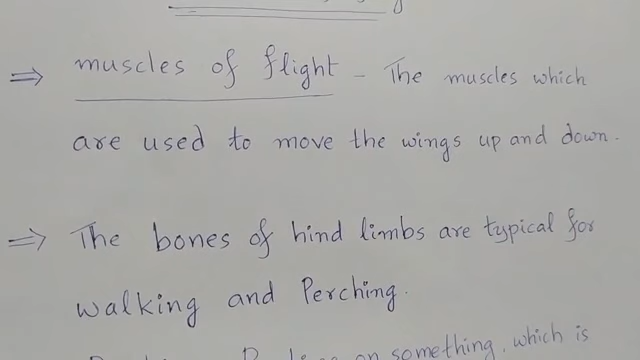 ⇒ muscles of flight - The muscles which
are used to move the wings up and down.
⇒ The bones of hind limbs are typical for
walking and Perching.
on something, which is